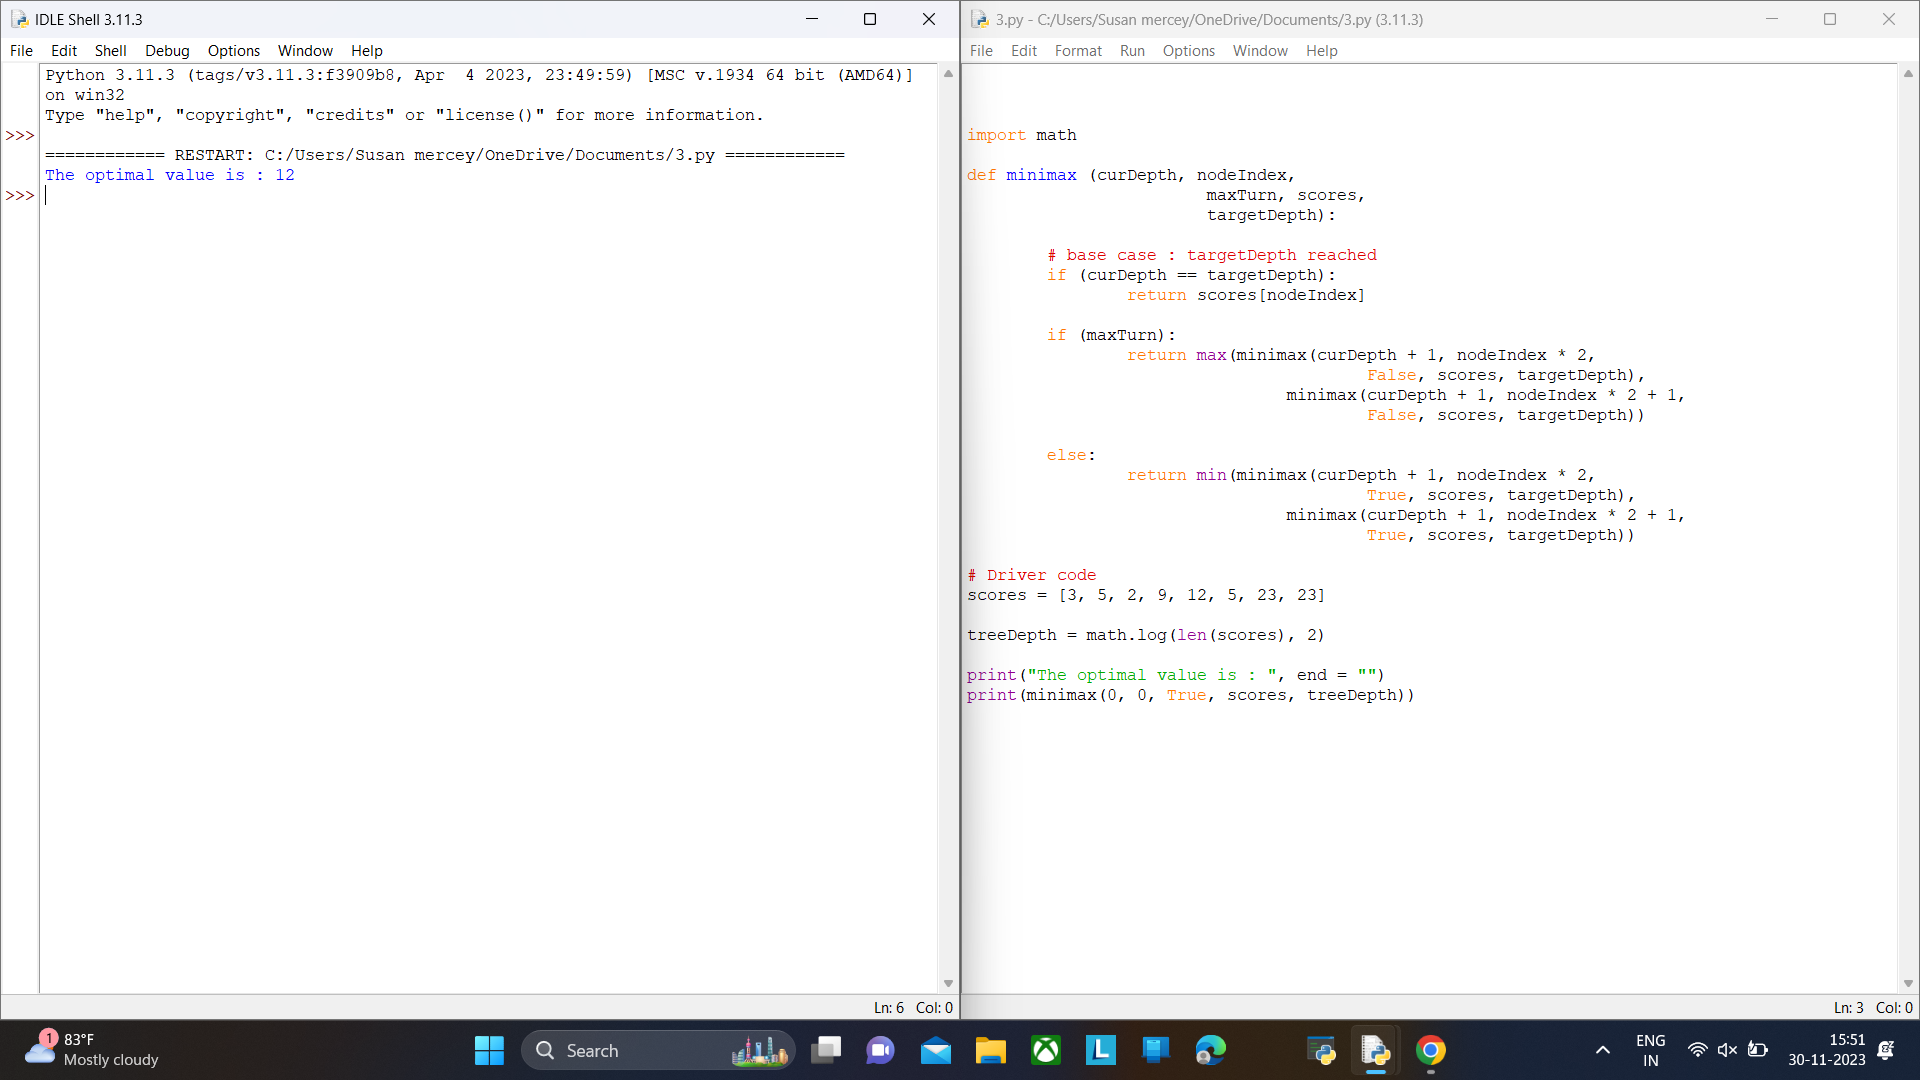 IDLE Shell 3.11.3
File Edit Shell Debug Options Window Help
Python 3.11.3 (tags/v3.11.3:f3909b8, Apr  4 2023, 23:49:59) [MSC v.1934 64 bit (AMD64)]
on win32
Type "help", "copyright", "credits" or "license()" for more information.
>>>
============ RESTART: C:/Users/Susan mercey/OneDrive/Documents/3.py ============
The optimal value is : 12
>>>
Ln: 6 Col: 0
3.py - C:/Users/Susan mercey/OneDrive/Documents/3.py (3.11.3)
File Edit Format Run Options Window Help
import math
def minimax (curDepth, nodeIndex,
                        maxTurn, scores,
                        targetDepth):
        # base case : targetDepth reached
        if (curDepth == targetDepth):
                return scores[nodeIndex]
        if (maxTurn):
                return max(minimax(curDepth + 1, nodeIndex * 2,
                                        False, scores, targetDepth),
                                minimax(curDepth + 1, nodeIndex * 2 + 1,
                                        False, scores, targetDepth))
        else:
                return min(minimax(curDepth + 1, nodeIndex * 2,
                                        True, scores, targetDepth),
                                minimax(curDepth + 1, nodeIndex * 2 + 1,
                                        True, scores, targetDepth))
# Driver code
scores = [3, 5, 2, 9, 12, 5, 23, 23]
treeDepth = math.log(len(scores), 2)
print("The optimal value is : ", end = "")
print(minimax(0, 0, True, scores, treeDepth))
Ln: 3 Col: 0
1
83°F
Mostly cloudy
Search
L
ENG
IN
15:51
30-11-2023